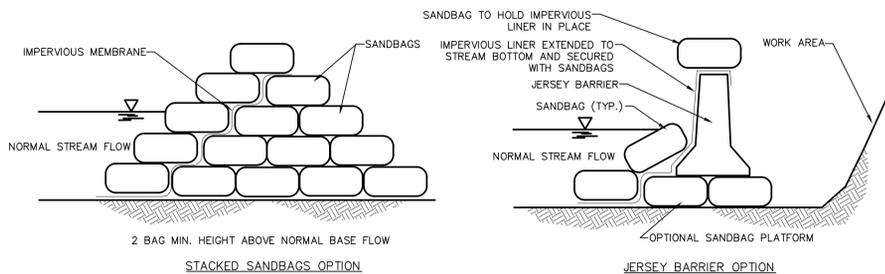 IMPERVIOUS MEMBRANE
SANDBAGS
NORMAL STREAM FLOW
2 BAG MIN. HEIGHT ABOVE NORMAL BASE FLOW
STACKED SANDBAGS OPTION
SANDBAG TO HOLD IMPERVIOUS
LINER IN PLACE
IMPERVIOUS LINER EXTENDED TO
STREAM BOTTOM AND SECURED
WITH SANDBAGS
JERSEY BARRIER
SANDBAG (TYP.)
WORK AREA
NORMAL STREAM FLOW
OPTIONAL SANDBAG PLATFORM
JERSEY BARRIER OPTION